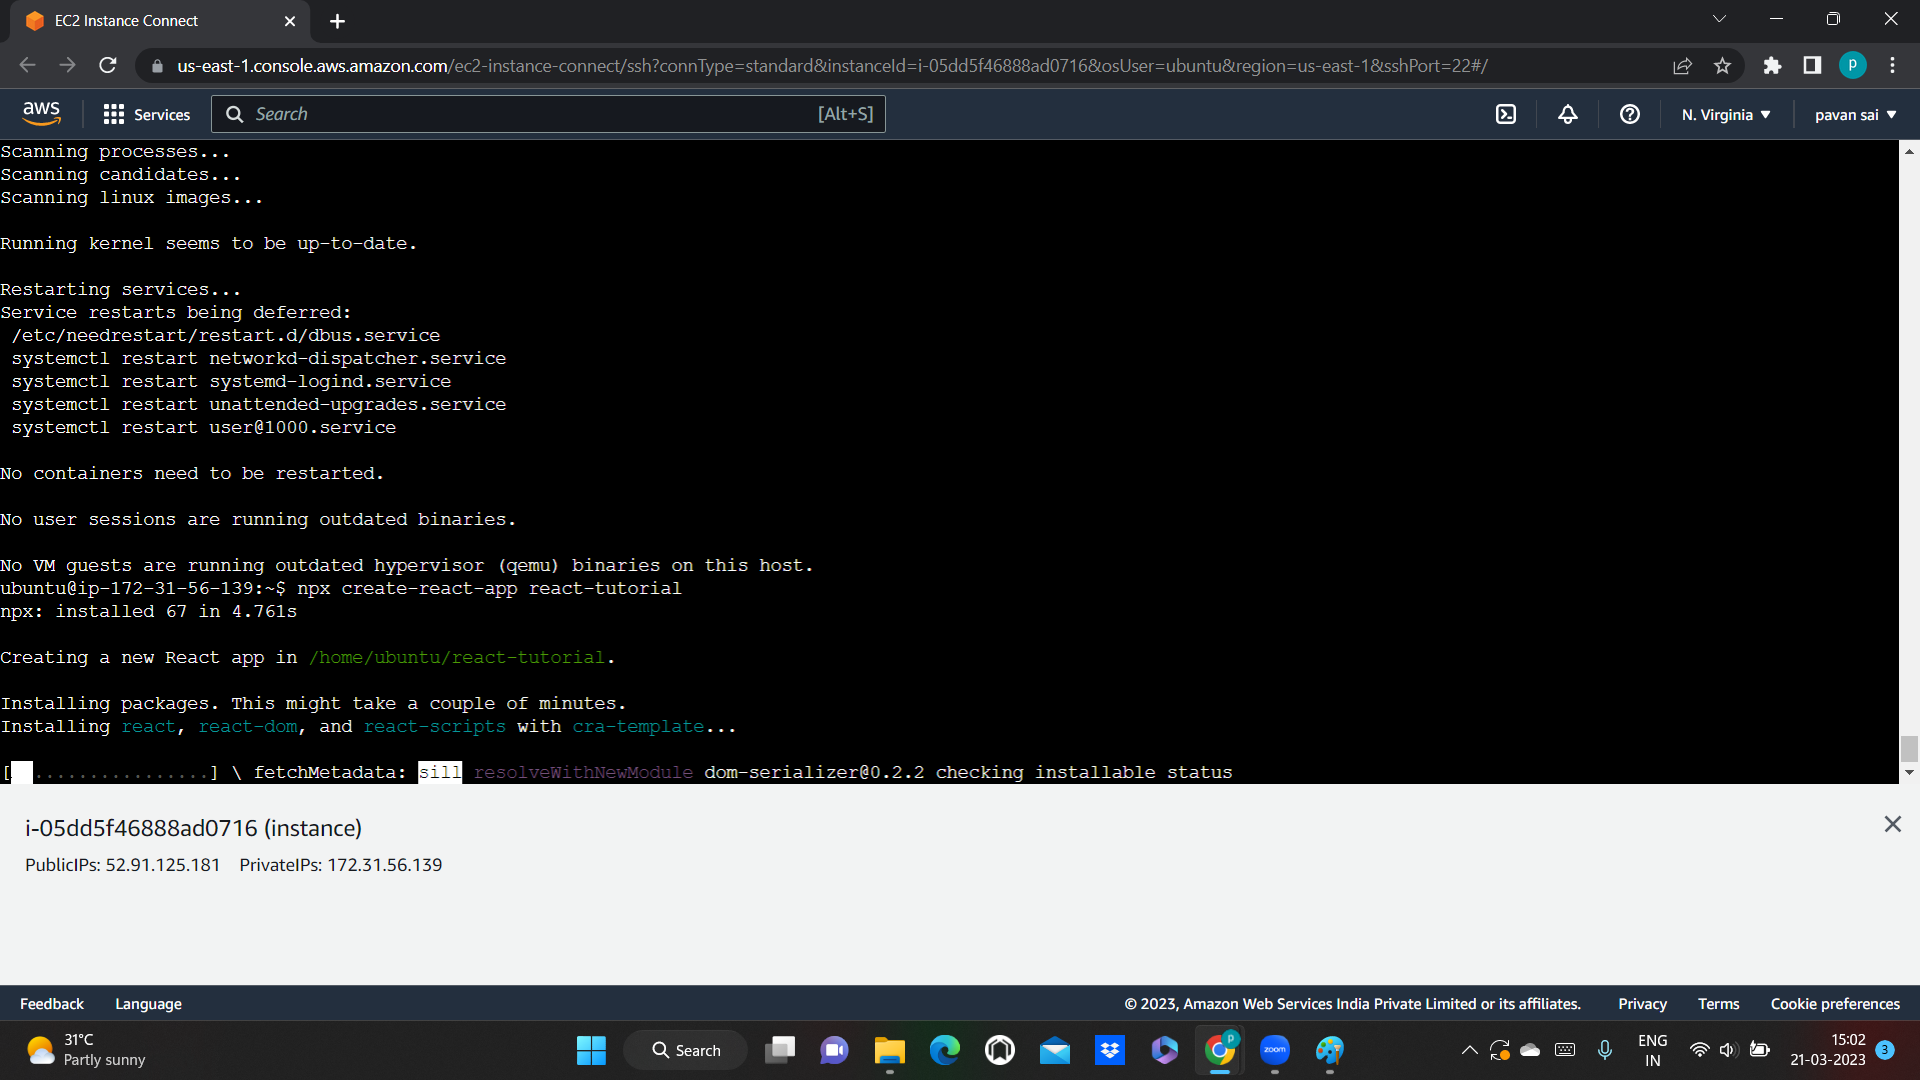 EC2 Instance Connect
us-east-1.console.aws.amazon.com/ec2-instance-connect/ssh?connType=standard&instanceId=i-05dd5f46888ad0716&osUser=ubuntu&region=us-east-1&sshPort=22#/
P
aws Services Search [Alt+S] N. Virginia pavan sai
Scanning processes...
Scanning candidates...
Scanning linux images...
Running kernel seems to be up-to-date.
Restarting services...
Service restarts being deferred:
/etc/needrestart/restart.d/dbus.service
systemctl restart networkd-dispatcher.service
systemctl restart systemd-logind.service
systemctl restart unattended-upgrades.service
systemctl restart user@1000.service
No containers need to be restarted.
No user sessions are running outdated binaries.
No VM guests are running outdated hypervisor (qemu) binaries on this host.
ubuntu@ip-172-31-56-139:~$ npx create-react-app react-tutorial
npx: installed 67 in 4.761s
Creating a new React app in /home/ubuntu/react-tutorial.
Installing packages. This might take a couple of minutes.
Installing react, react-dom, and react-scripts with cra-template...
[ ................] \ fetchMetadata: sill resolveWithNewModule dom-serializer@0.2.2 checking installable status
i-05dd5f46888ad0716 (instance)
PublicIPs: 52.91.125.181 PrivateIPs: 172.31.56.139
Feedback Language © 2023, Amazon Web Services India Private Limited or its affiliates. Privacy Terms Cookie preferences
31°C
Partly sunny
Search
P
zoom
ENG
IN
15:02
21-03-2023
3